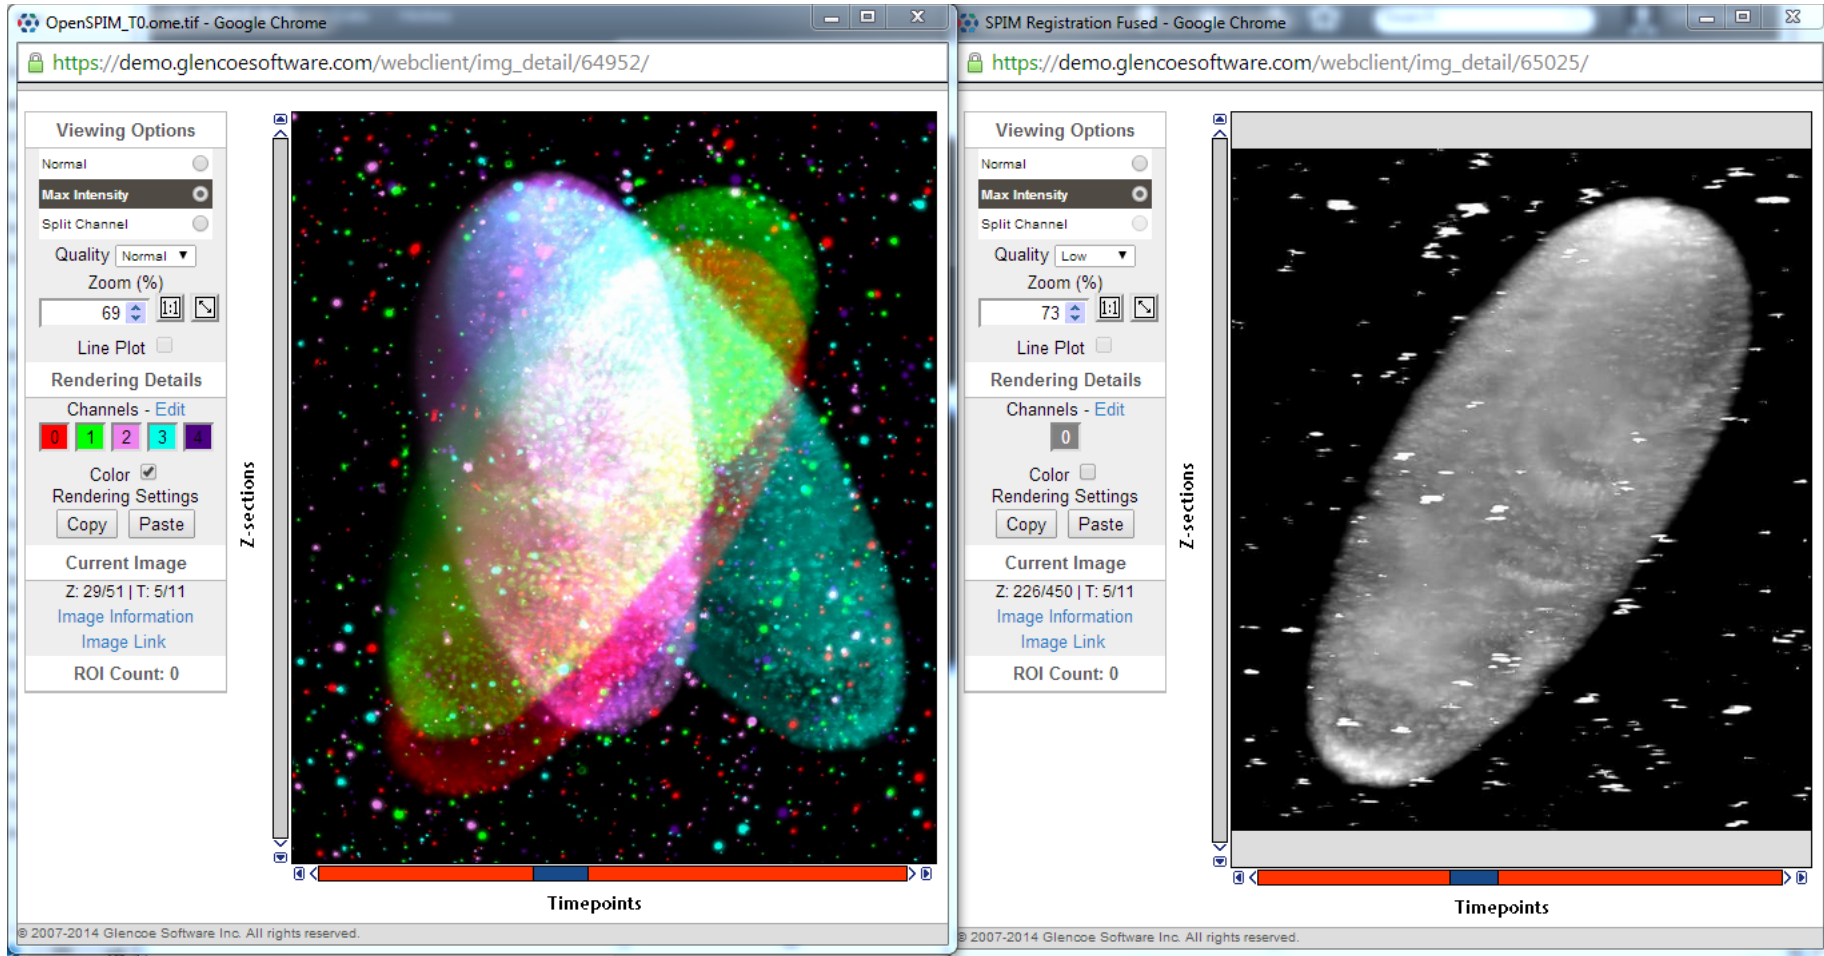 OpenSPIM_T0.ome.tif - Google Chrome
https://demo.glencoesoftware.com/webclient/img_detail/64952/
Viewing Options
Normal
Max Intensity
Split Channel
Quality Normal
Zoom (%)
69
1:1
Line Plot
Rendering Details
Channels - Edit
0 1 2 3 4
Color
Rendering Settings
Copy Paste
Current Image
Z: 29/51 | T: 5/11
Image Information
Image Link
ROI Count: 0
Z-sections
Timepoints
© 2007-2014 Glencoe Software Inc. All rights reserved.
SPIM Registration Fused - Google Chrome
https://demo.glencoesoftware.com/webclient/img_detail/65025/
Viewing Options
Normal
Max Intensity
Split Channel
Quality Low
Zoom (%)
73
1:1
Line Plot
Rendering Details
Channels - Edit
0
Color
Rendering Settings
Copy Paste
Current Image
Z: 226/450 | T: 5/11
Image Information
Image Link
ROI Count: 0
Z-sections
Timepoints
© 2007-2014 Glencoe Software Inc. All rights reserved.